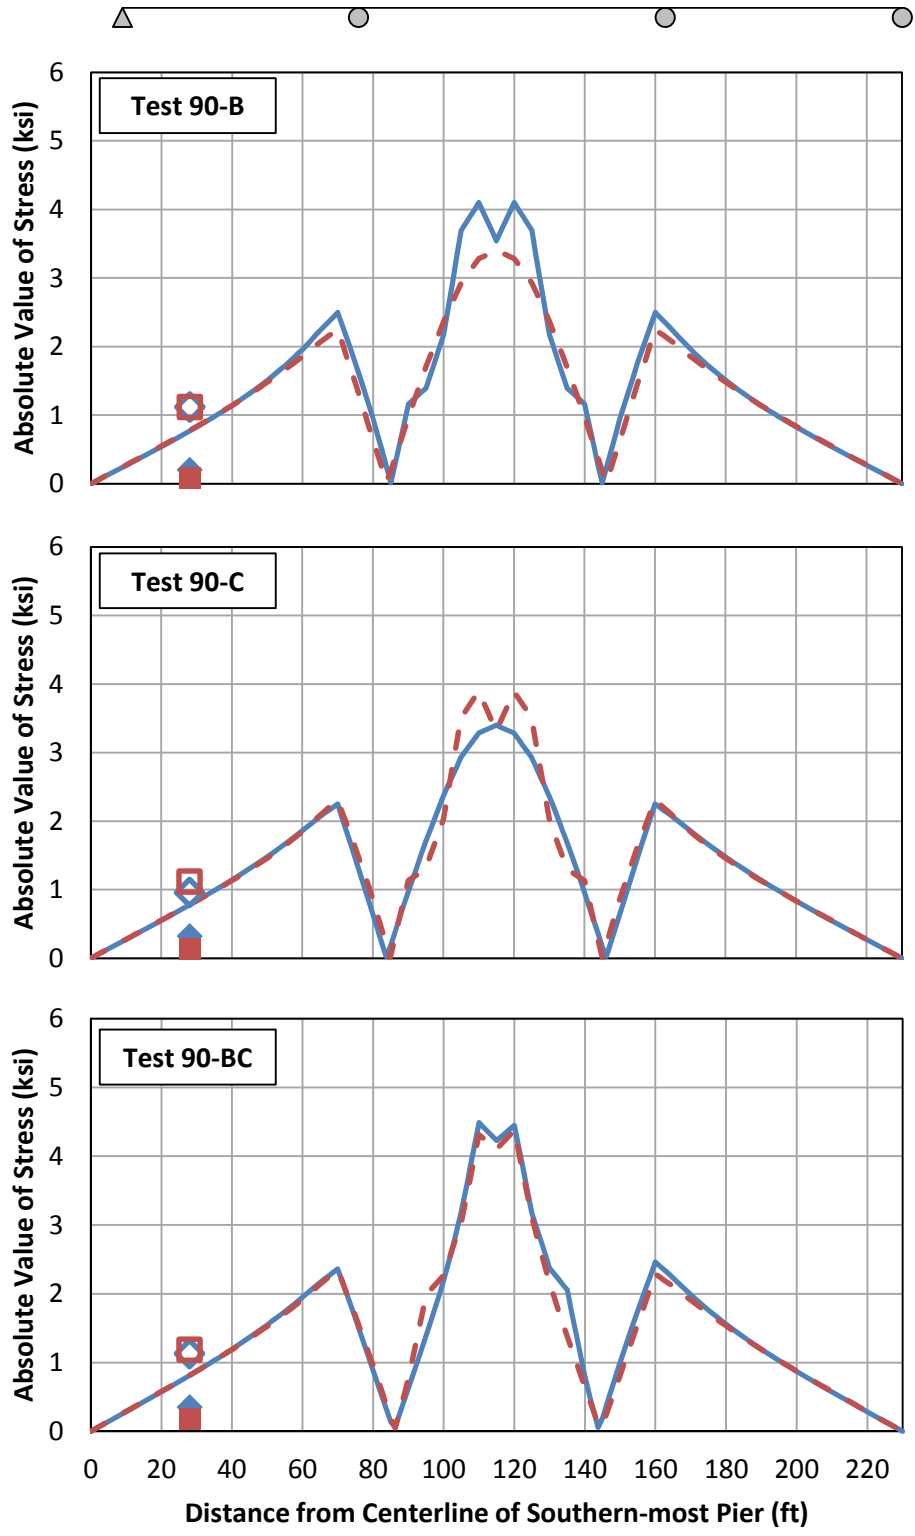 Test 90-B
Absolute Value of Stress (ksi)
6
5
4
3
2
1
0
Test 90-C
Absolute Value of Stress (ksi)
6
5
4
3
2
1
0
Test 90-BC
Absolute Value of Stress (ksi)
6
5
4
3
2
1
0
0 20 40 60 80 100 120 140 160 180 200 220
Distance from Centerline of Southern-most Pier (ft)